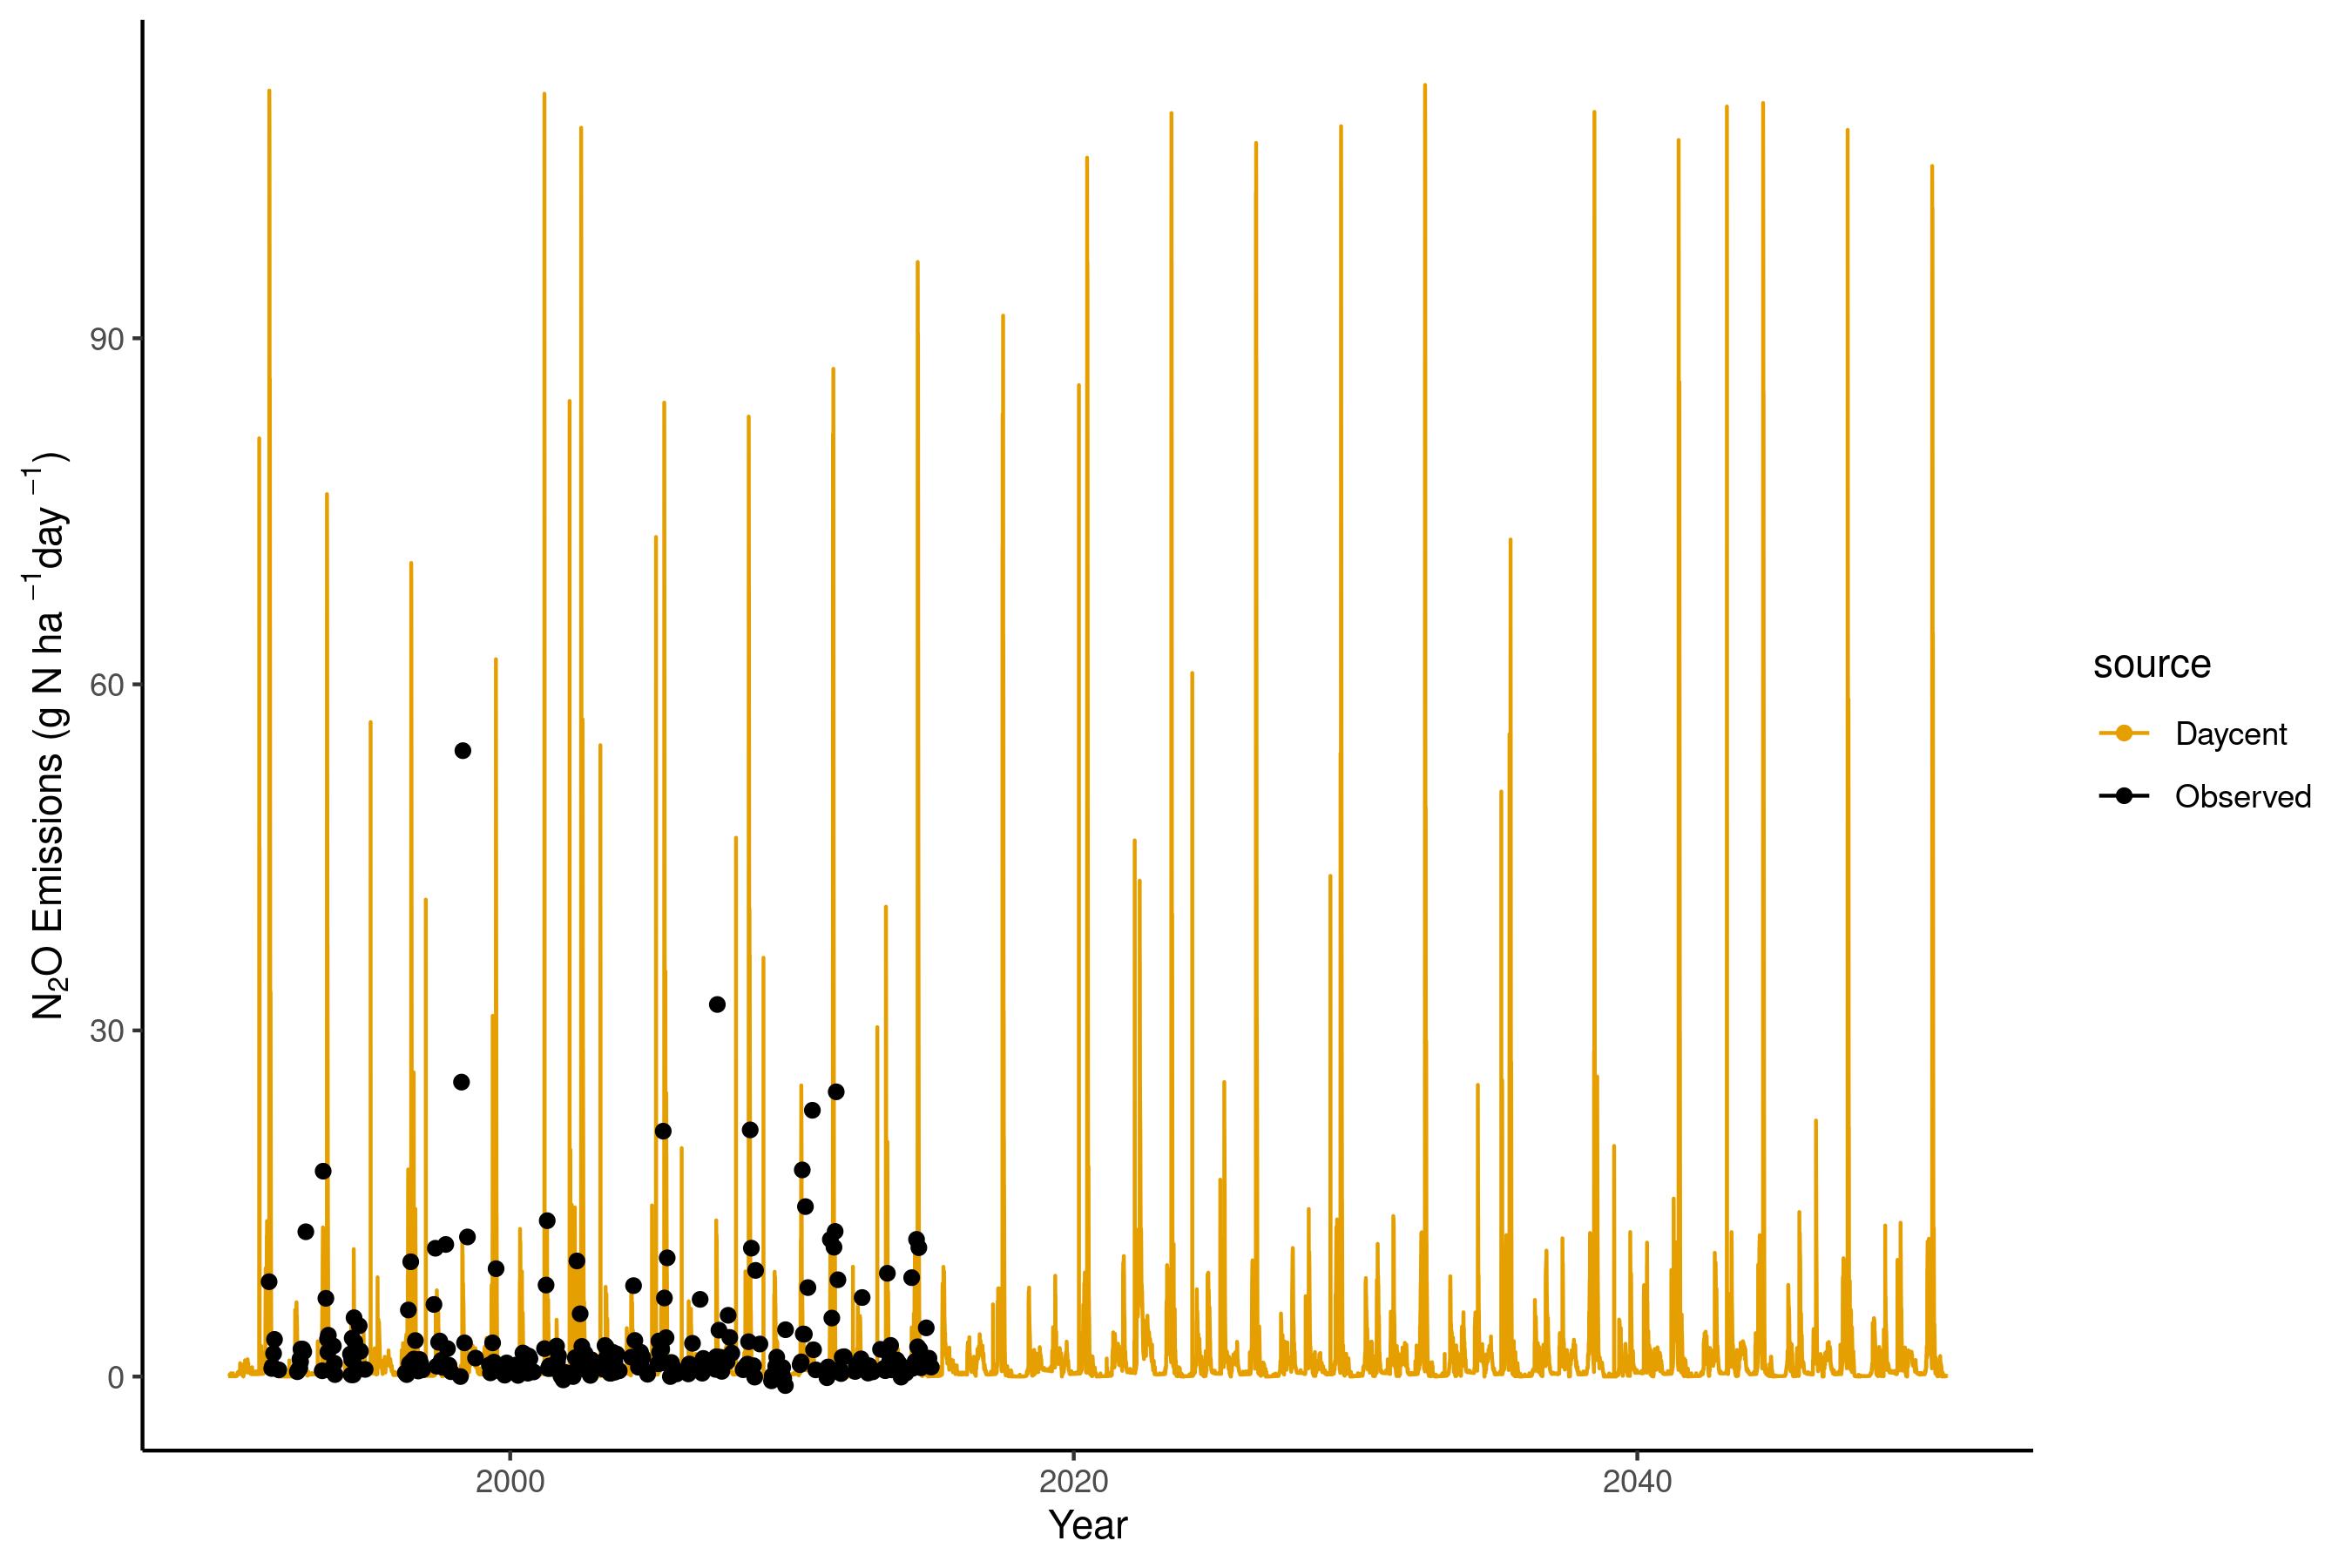 N₂O Emissions (g N ha ⁻¹day ⁻¹)
90
60
30
0
2000
2020
2040
Year
source
Daycent
Observed